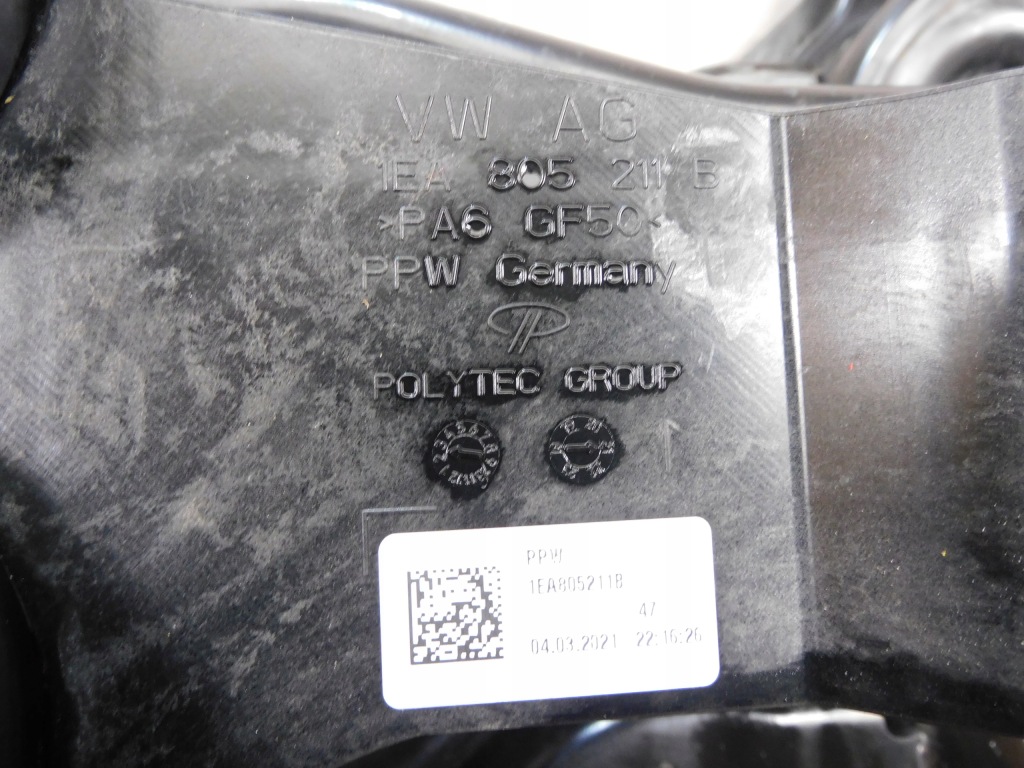 VW AG
1EA 805 211 B
>PA6 GF50<
PPW Germany
POLYTEC GROUP
PPW
1EA805211B
47
04.03.2021 22:16:26